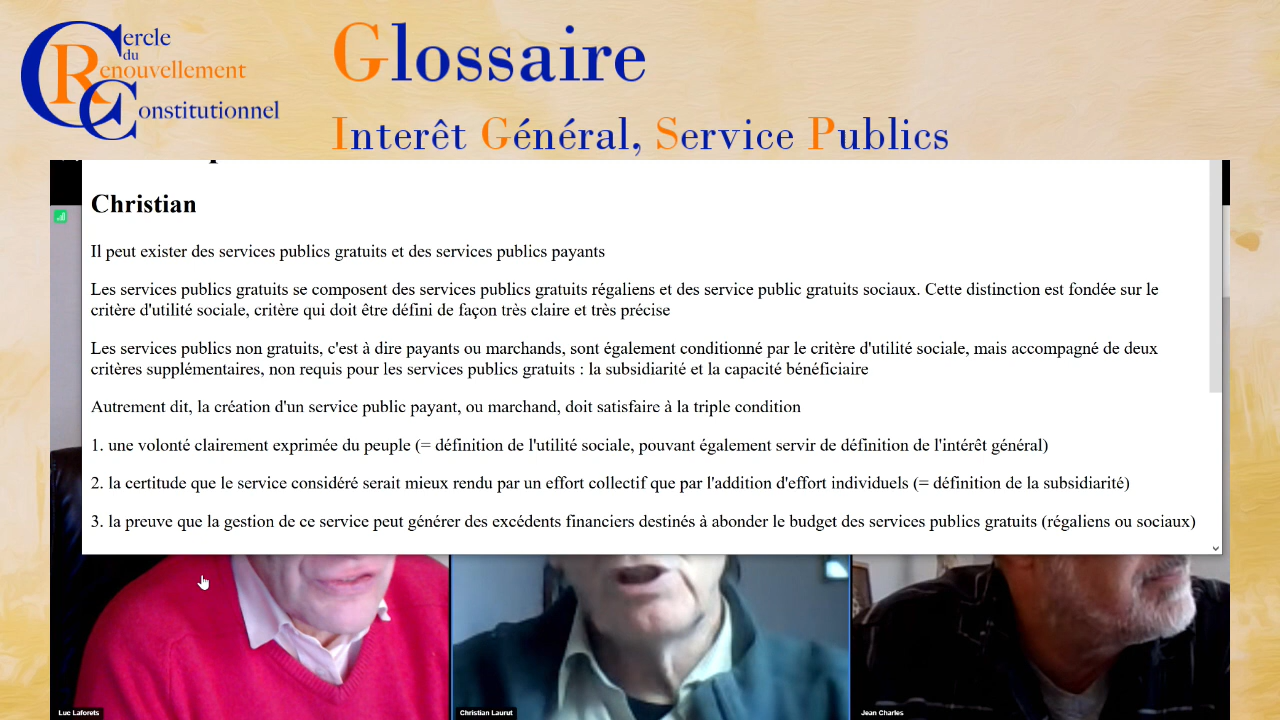 Cercle
du
Renouvellement
Constitutionnel
Glossaire
Interêt Général, Service Publics
Christian
Il peut exister des services publics gratuits et des services publics payants
Les services publics gratuits se composent des services publics gratuits régaliens et des service public gratuits sociaux. Cette distinction est fondée sur le
critère d'utilité sociale, critère qui doit être défini de façon très claire et très précise
Les services publics non gratuits, c'est à dire payants ou marchands, sont également conditionné par le critère d'utilité sociale, mais accompagné de deux
critères supplémentaires, non requis pour les services publics gratuits : la subsidiarité et la capacité bénéficiaire
Autrement dit, la création d'un service public payant, ou marchand, doit satisfaire à la triple condition
1. une volonté clairement exprimée du peuple (= définition de l'utilité sociale, pouvant également servir de définition de l'intérêt général)
2. la certitude que le service considéré serait mieux rendu par un effort collectif que par l'addition d'effort individuels (= définition de la subsidiarité)
3. la preuve que la gestion de ce service peut générer des excédents financiers destinés à abonder le budget des services publics gratuits (régaliens ou sociaux)
Luc Laforets
Christian Laurut
Jean Charles